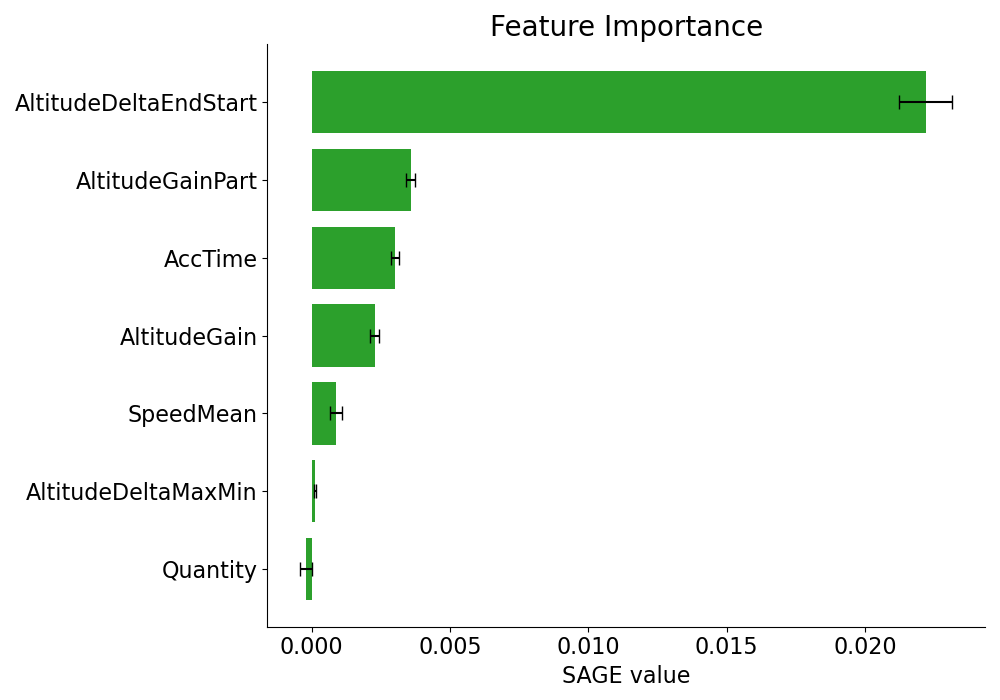 Feature Importance
AltitudeDeltaEndStart
AltitudeGainPart
AccTime
AltitudeGain
SpeedMean
AltitudeDeltaMaxMin
Quantity
0.000 0.005 0.010 0.015 0.020
SAGE value